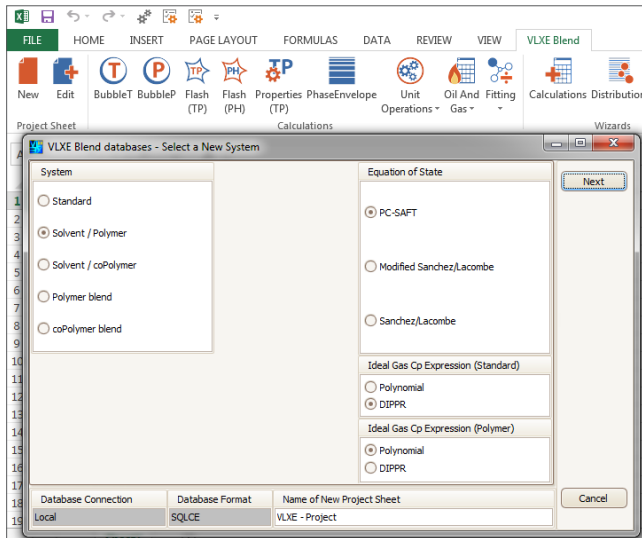 FILE HOME INSERT PAGE LAYOUT FORMULAS DATA REVIEW VIEW VLXE Blend
New Edit BubbleT BubbleP Flash (TP) Flash (PH) Properties (TP) PhaseEnvelope Unit Operations Oil And Gas Fitting Calculations Distribution
Project Sheet Calculations Wizards
VLXE Blend databases - Select a New System
System Equation of State Next
Standard
PC-SAFT
Solvent / Polymer
Solvent / coPolymer
Modified Sanchez/Lacombe
Polymer blend
Sanchez/Lacombe
coPolymer blend
Ideal Gas Cp Expression (Standard)
Polynomial
DIPPR
Ideal Gas Cp Expression (Polymer)
Polynomial
DIPPR
Database Connection Database Format Name of New Project Sheet Cancel
Local SQLCE VLXE - Project
1
2
3
4
5
6
7
8
9
10
11
12
13
14
15
16
17
18
19